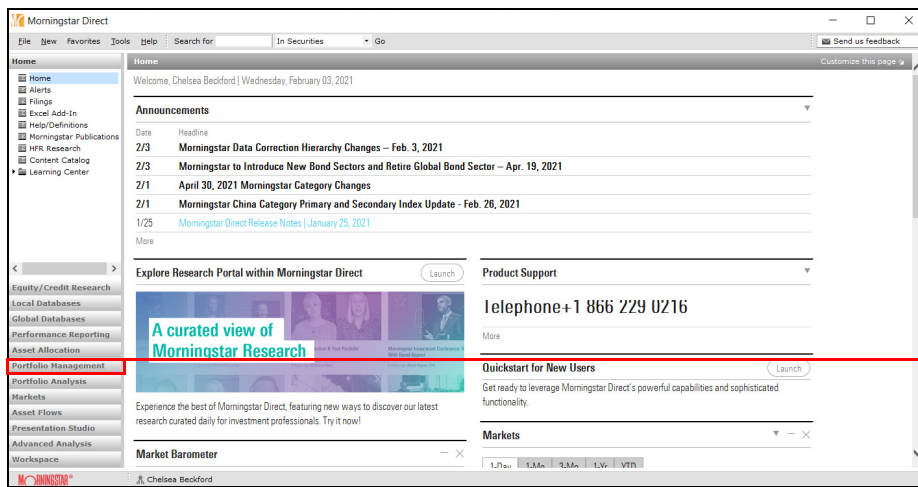 Morningstar Direct
File New Favorites Tools Help Search for In Securities Go Send us feedback
Home
Home
Alerts
Filings
Excel Add-In
Help/Definitions
Morningstar Publications
HFR Research
Content Catalog
Learning Center
Equity/Credit Research
Local Databases
Global Databases
Performance Reporting
Asset Allocation
Portfolio Management
Portfolio Analysis
Markets
Asset Flows
Presentation Studio
Advanced Analysis
Workspace
Home Customize this page
Welcome, Chelsea Beckford | Wednesday, February 03, 2021
Announcements
Date Headline
2/3 Morningstar Data Correction Hierarchy Changes – Feb. 3, 2021
2/3 Morningstar to Introduce New Bond Sectors and Retire Global Bond Sector – Apr. 19, 2021
2/1 April 30, 2021 Morningstar Category Changes
2/1 Morningstar China Category Primary and Secondary Index Update - Feb. 26, 2021
1/25 Morningstar Direct Release Notes | January 25, 2021
More
Explore Research Portal within Morningstar Direct Launch
A curated view of
Morningstar Research
Experience the best of Morningstar Direct, featuring new ways to discover our latest
research curated daily for investment professionals. Try it now!
Market Barometer
Product Support
Telephone+1 866 229 0216
More
Quickstart for New Users Launch
Get ready to leverage Morningstar Direct's powerful capabilities and sophisticated
functionality.
Markets
1-Day 1-Mo 3-Mo 1-Yr YTD
MORNINGSTAR® Chelsea Beckford